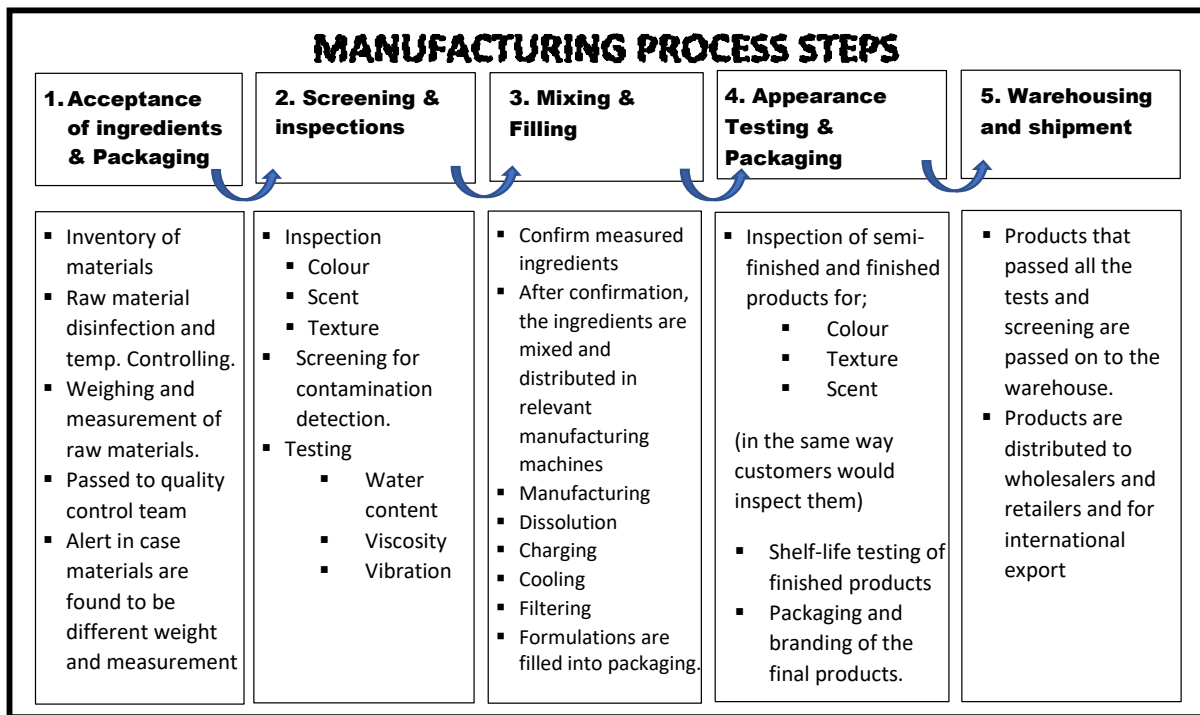 MANUFACTURING PROCESS STEPS
1. Acceptance
of ingredients
& Packaging
2. Screening &
inspections
3. Mixing &
Filling
4. Appearance
Testing &
Packaging
5. Warehousing
and shipment
▪ Inventory of
materials
▪ Raw material
disinfection and
temp. Controlling.
▪ Weighing and
measurement of
raw materials.
▪ Passed to quality
control team
▪ Alert in case
materials are
found to be
different weight
and measurement
▪ Inspection
▪ Colour
▪ Scent
▪ Texture
▪ Screening for
contamination
detection.
▪ Testing
▪ Water
content
▪ Viscosity
▪ Vibration
▪ Confirm measured
ingredients
▪ After confirmation,
the ingredients are
mixed and
distributed in
relevant
manufacturing
machines
▪ Manufacturing
▪ Dissolution
▪ Charging
▪ Cooling
▪ Filtering
▪ Formulations are
filled into packaging.
▪ Inspection of semi-
finished and finished
products for;
▪ Colour
▪ Texture
▪ Scent
(in the same way
customers would
inspect them)
▪ Shelf-life testing of
finished products
▪ Packaging and
branding of the
final products.
▪ Products that
passed all the
tests and
screening are
passed on to the
warehouse.
▪ Products are
distributed to
wholesalers and
retailers and for
international
export